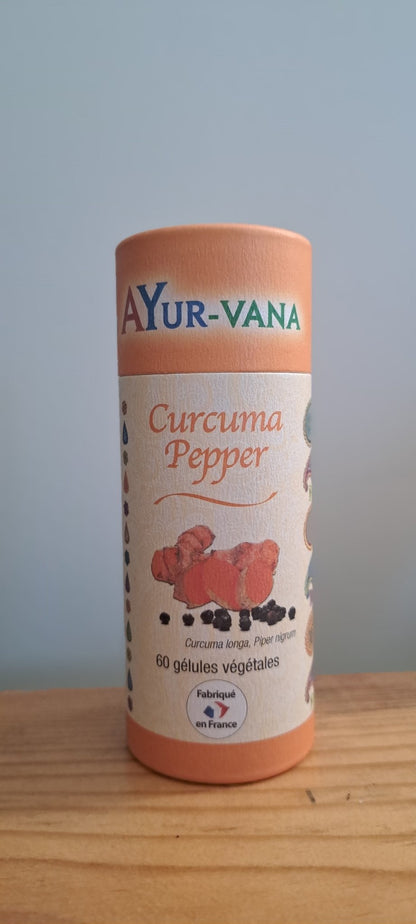 AYUR-VANA
Curcuma
Pepper
Curcuma longa, Piper nigrum
60 gélules végétales
Fabriqué
en France